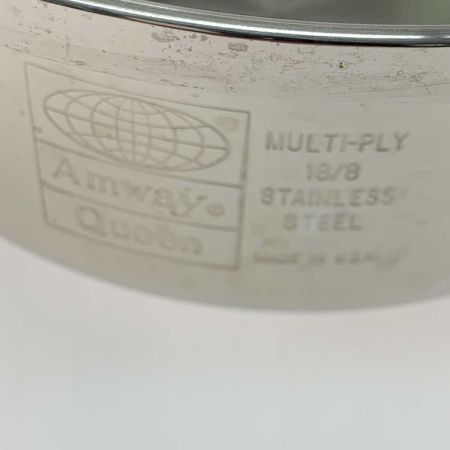 Amway®
Queen
MULTI-PLY
18/8
STAINLESS
STEEL
MADE IN U.S.A.